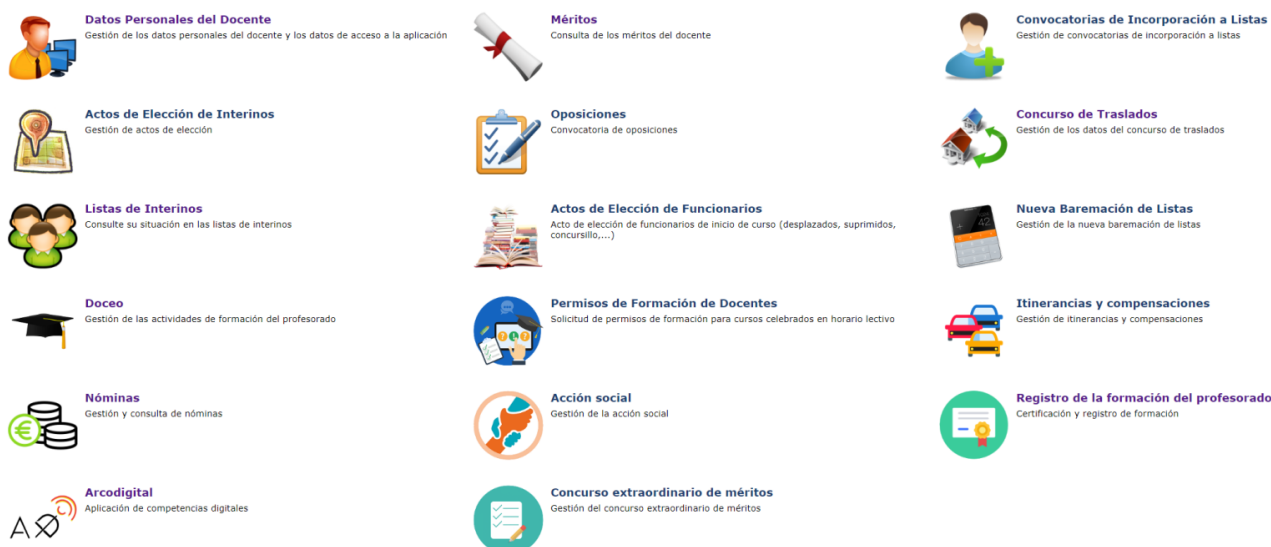 Datos Personales del Docente
Gestión de los datos personales del docente y los datos de acceso a la aplicación
Méritos
Consulta de los méritos del docente
Convocatorias de Incorporación a Listas
Gestión de convocatorias de incorporación a listas
Actos de Elección de Interinos
Gestión de actos de elección
Oposiciones
Convocatoria de oposiciones
Concurso de Traslados
Gestión de los datos del concurso de traslados
Listas de Interinos
Consulte su situación en las listas de interinos
Actos de Elección de Funcionarios
Acto de elección de funcionarios de inicio de curso (desplazados, suprimidos,
concursillo,...)
Nueva Baremación de Listas
Gestión de la nueva baremación de listas
42
Doceo
Gestión de las actividades de formación del profesorado
Permisos de Formación de Docentes
Solicitud de permisos de formación para cursos celebrados en horario lectivo
Itinerancias y compensaciones
Gestión de itinerancias y compensaciones
Nóminas
Gestión y consulta de nóminas
Acción social
Gestión de la acción social
Registro de la formación del profesorado
Certificación y registro de formación
Arcodigital
Aplicación de competencias digitales
Concurso extraordinario de méritos
Gestión del concurso extraordinario de méritos